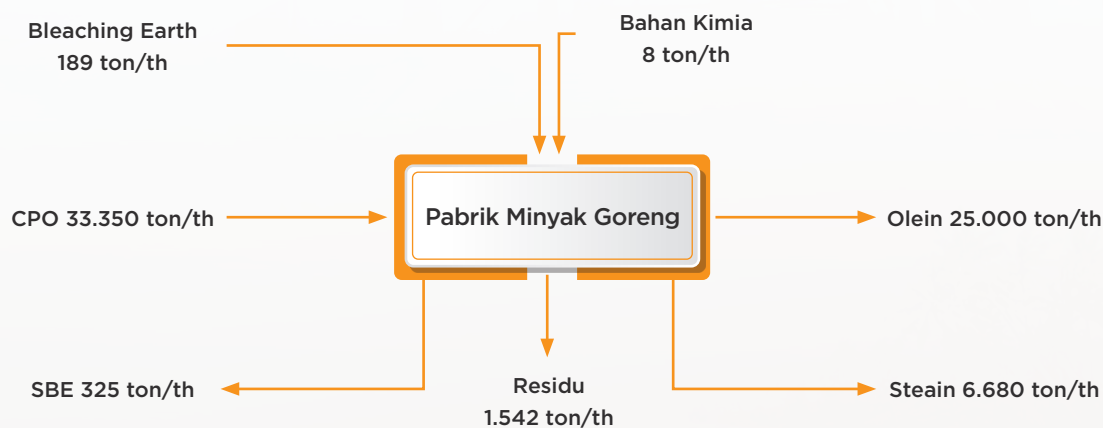 Bleaching Earth
189 ton/th
Bahan Kimia
8 ton/th
CPO 33.350 ton/th
Pabrik Minyak Goreng
Olein 25.000 ton/th
SBE 325 ton/th
Residu
1.542 ton/th
Steain 6.680 ton/th